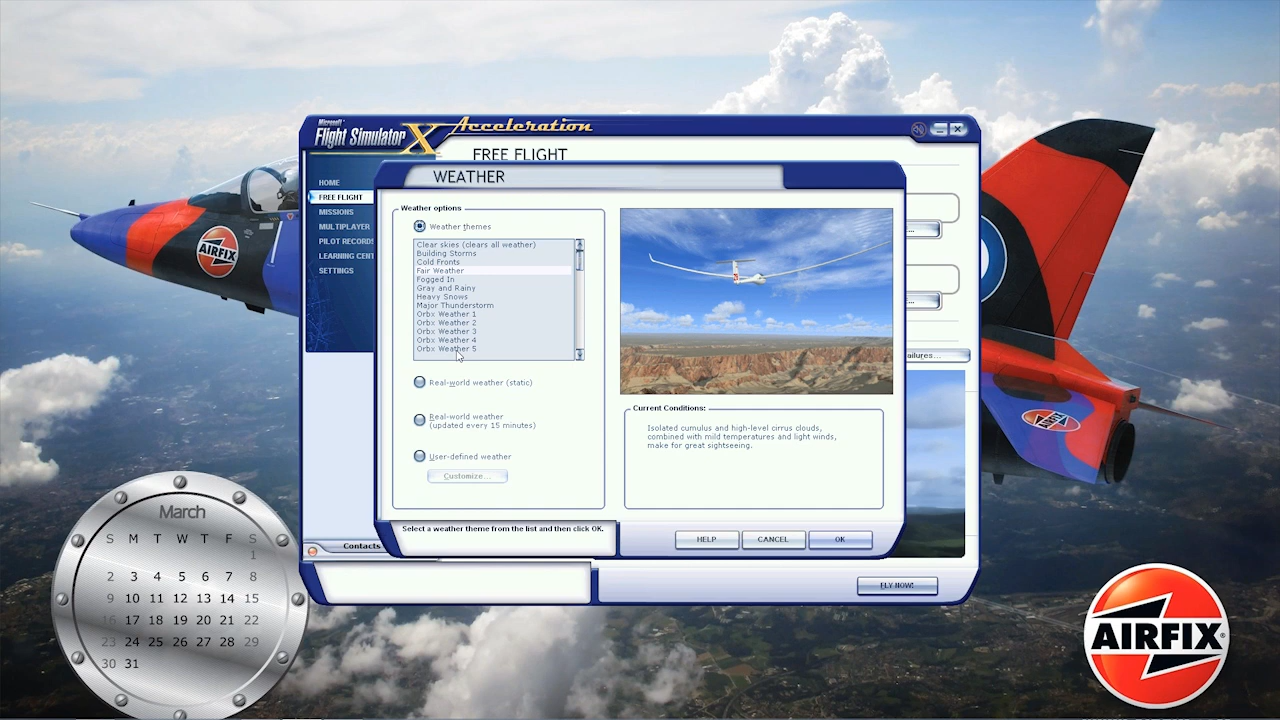 Microsoft
Flight Simulator X Acceleration
FREE FLIGHT
WEATHER
HOME
FREE FLIGHT
MISSIONS
MULTIPLAYER
PILOT RECORDS
LEARNING CENT
SETTINGS
Weather options
Weather themes
Clear skies (clears all weather)
Building Storms
Cold Fronts
Fair Weather
Fogged In
Gray and Rainy
Heavy Snows
Major Thunderstorm
Orbx Weather 1
Orbx Weather 2
Orbx Weather 3
Orbx Weather 4
Orbx Weather 5
Real-world weather (static)
Real-world weather
(updated every 15 minutes)
User-defined weather
Customize...
Current Conditions:
Isolated cumulus and high-level cirrus clouds,
combined with mild temperatures and light winds,
make for great sightseeing.
Select a weather theme from the list and then click OK.
HELP
CANCEL
OK
ailures...
Contacts
FLY NOW!
AIRFIX
AIRFIX
AIRFIX
March
S M T W T F S
1
2 3 4 5 6 7 8
9 10 11 12 13 14 15
16 17 18 19 20 21 22
23 24 25 26 27 28 29
30 31